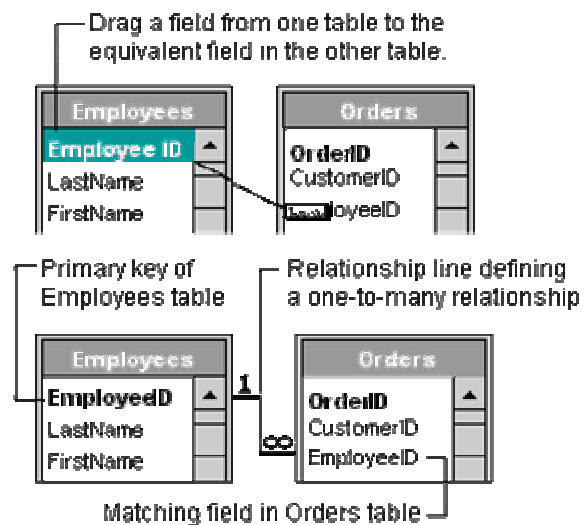 Drag a field from one table to the
equivalent field in the other table.
Employees
Orders
Employee ID
LastName
FirstName
OrderID
CustomerID
loyeeID
Primary key of
Employees table
Relationship line defining
a one-to-many relationship
Employees
Orders
EmployeeID
LastName
FirstName
1
∞
OrderID
CustomerID
EmployeeID
Matching field in Orders table